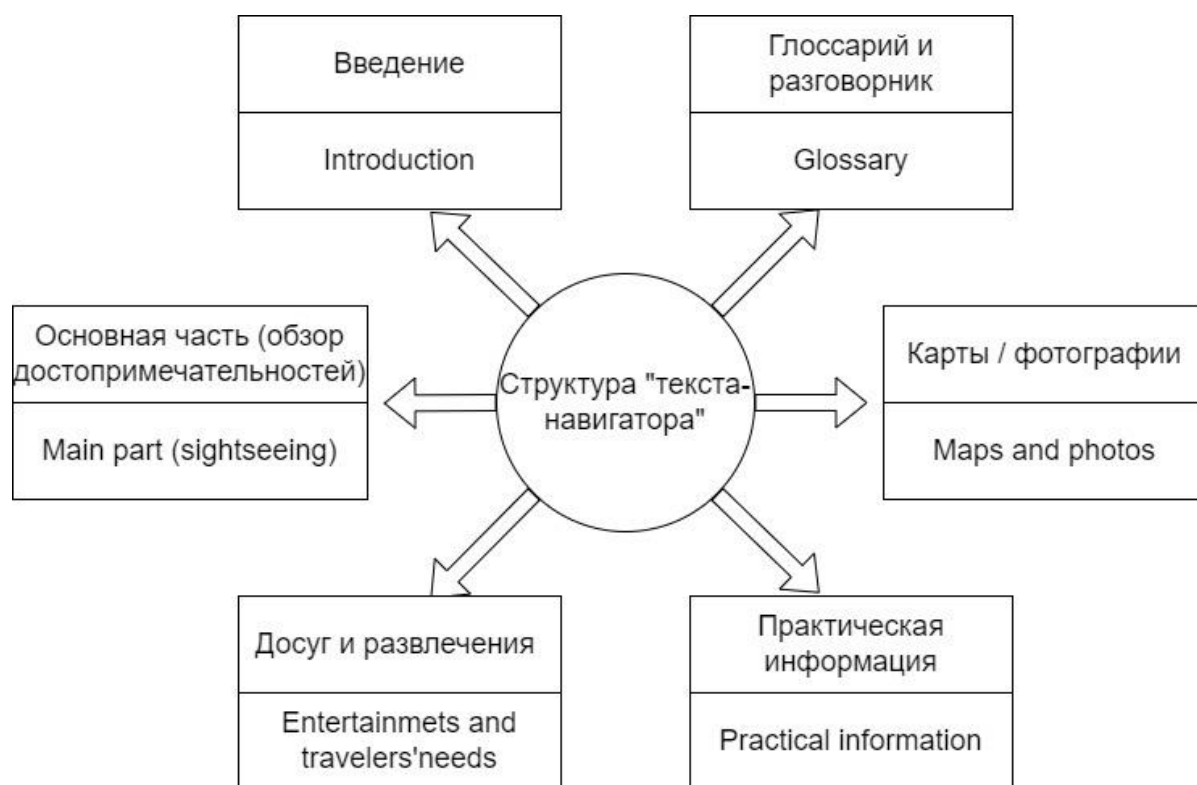 Введение
Introduction
Глоссарий и
разговорник
Glossary
Основная часть (обзор
достопримечательностей)
Main part (sightseeing)
Структура "текста-
навигатора"
Карты / фотографии
Maps and photos
Досуг и развлечения
Entertainmets and
travelers'needs
Практическая
информация
Practical information